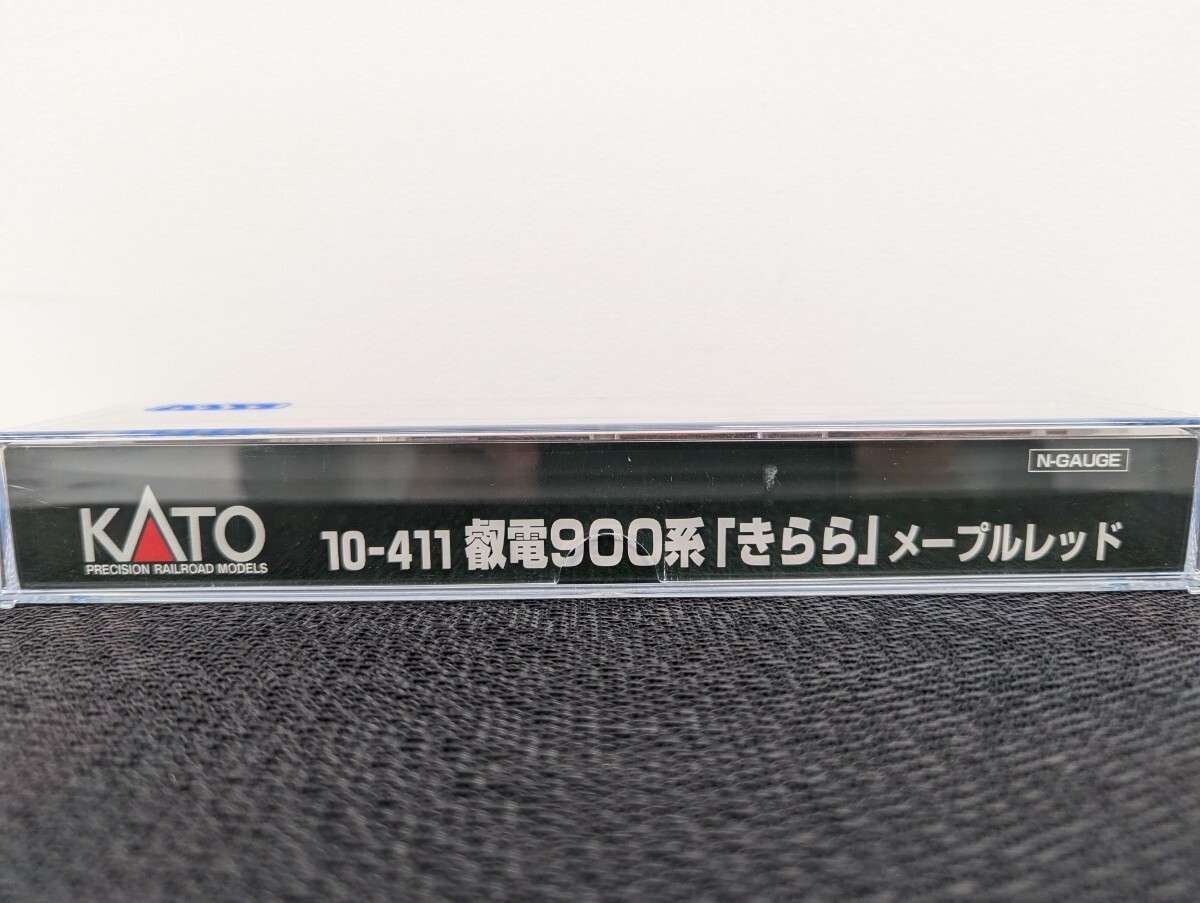 N-GAUGE
KATO
PRECISION RAILROAD MODELS
10-411 叡電900系「きらら」メープルレッド